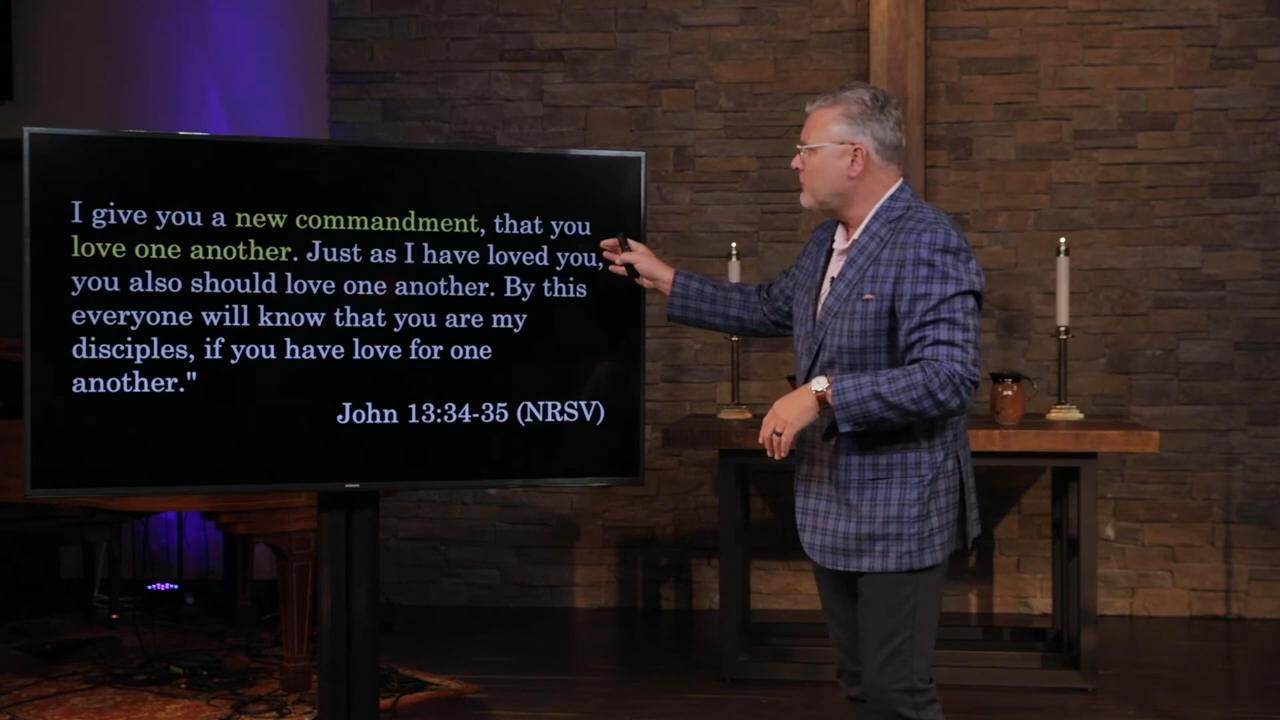 I give you a new commandment, that you
love one another. Just as I have loved you,
you also should love one another. By this
everyone will know that you are my
disciples, if you have love for one
another."
John 13:34-35 (NRSV)